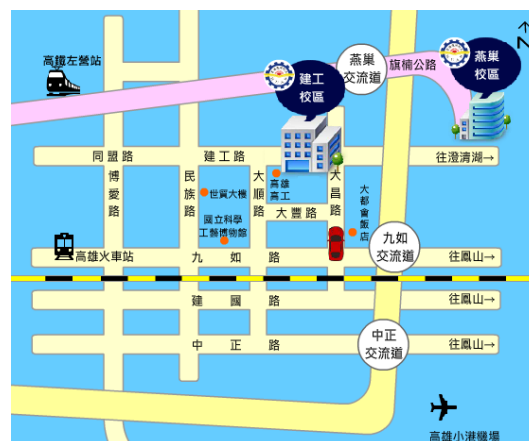 高鐵左營站
建工
校區
燕巢
交流道
旗楠公路
燕巢
校區
Z
同盟路
建工路
往澄清湖→
博愛路
民族路
世貿大樓
大順路
高雄
高工
大昌路
大都會飯店
國立科學
工藝博物館
大豐路
高雄火車站
九如路
九如
交流道
往鳳山→
建國路
往鳳山→
中正路
中正
交流道
往鳳山→
高雄小港機場